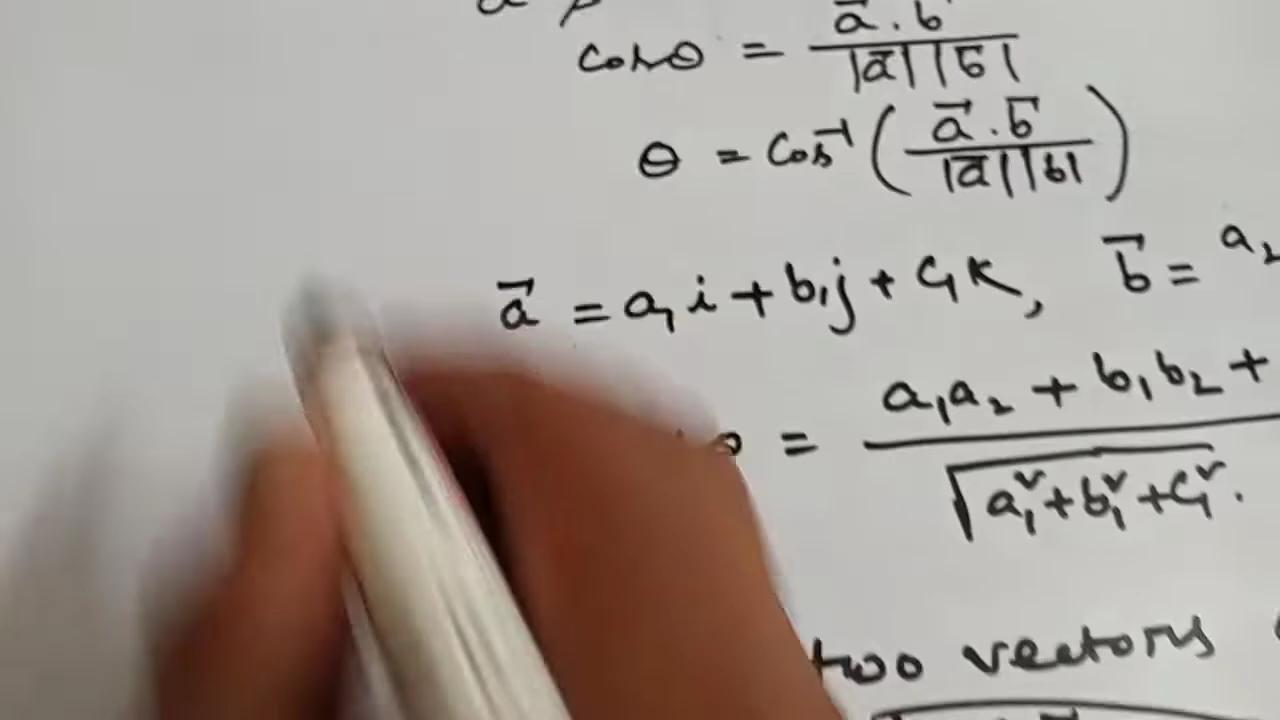 cosθ = a⃗ . b / |a̅| |b̅|
θ = Cos⁻¹ ( a⃗ . b̅ / |a̅| |b| )
a⃗ = a₁i + b₁j + c₁k, b⃗ = a₂
= a₁a₂ + b₁b₂ + / √a₁² + b₁² + c₁² .
two vectors